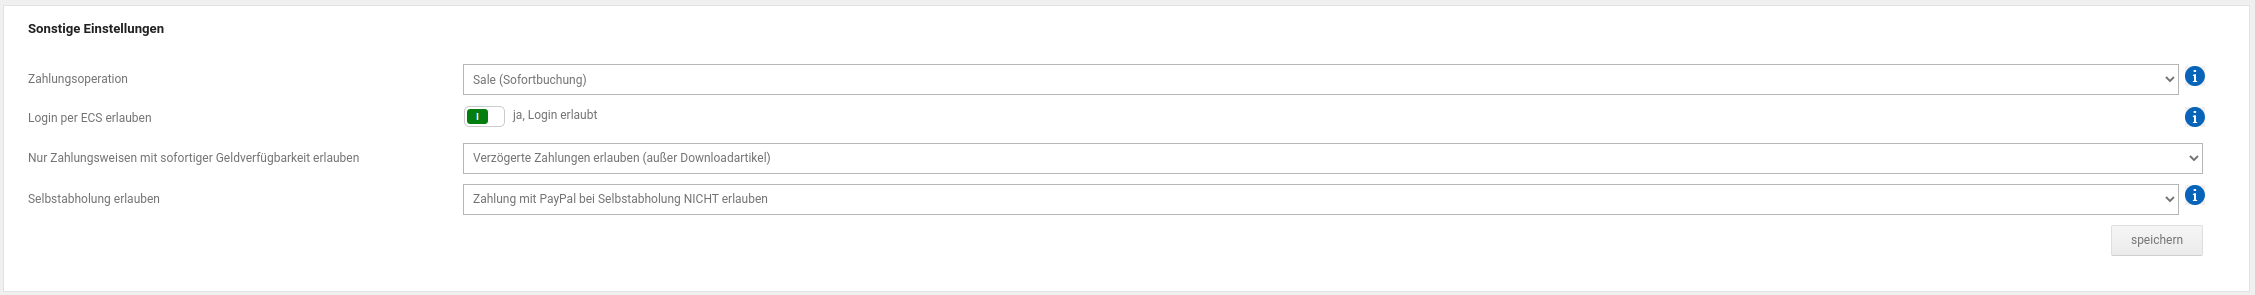 Sonstige Einstellungen
Zahlungsoperation
Sale (Sofortbuchung)
Login per ECS erlauben
ja, Login erlaubt
Nur Zahlungsweisen mit sofortiger Geldverfügbarkeit erlauben
Verzögerte Zahlungen erlauben (außer Downloadartikel)
Selbstabholung erlauben
Zahlung mit PayPal bei Selbstabholung NICHT erlauben
speichern